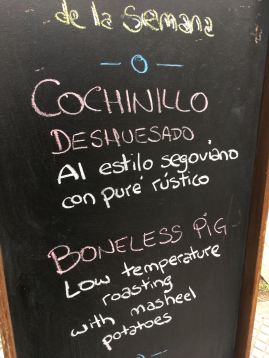 de la semana
- O -
COCHINILLO
DESHUESADO
Al estilo segoviano
con puré rústico
BONELESS PIG
Low temperature
roasting
with masheel
potatoes